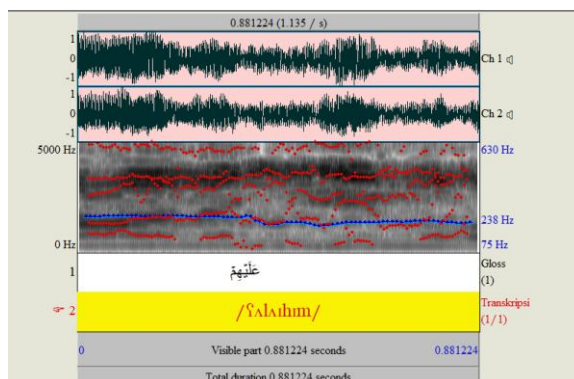 0.881224 (1.135 / s)
1
0
-1
Ch 1
1
0
-1
Ch 2
5000 Hz
630 Hz
238 Hz
0 Hz
75 Hz
1
عَلَيْهِمْ
Gloss
(1)
2
/ʕʌlʌıhım/
Transkripsi
(1/1)
0
Visible part 0.881224 seconds
0.881224
Total duration 0.881224 seconds